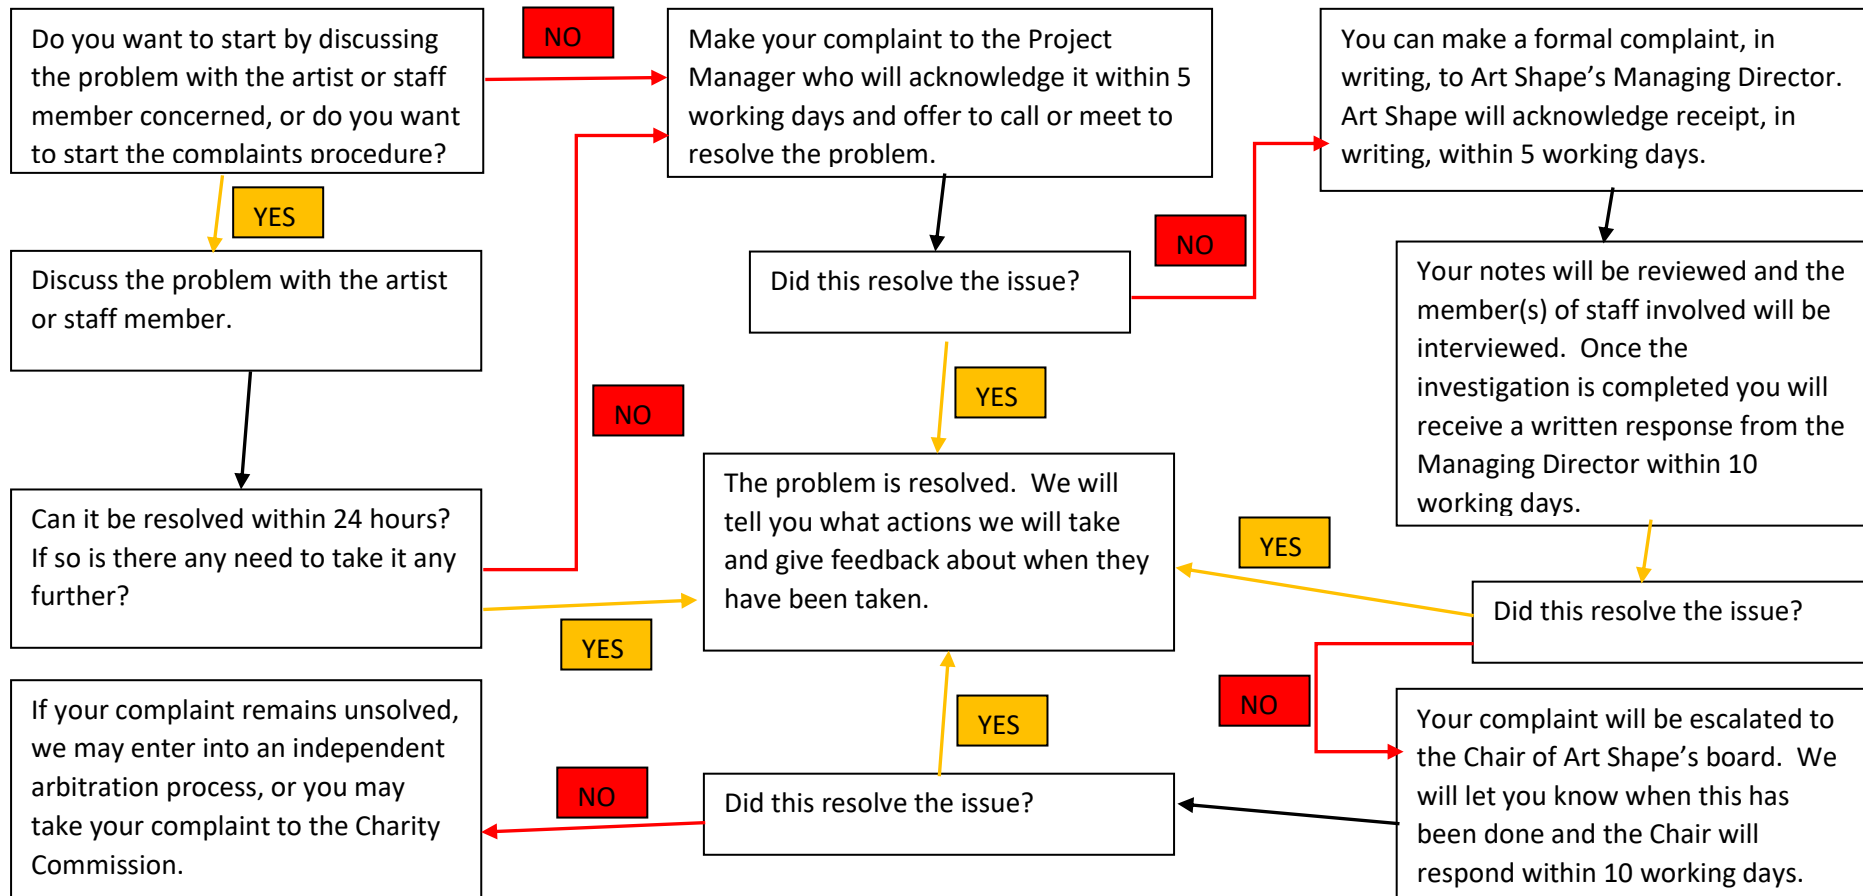 Do you want to start by discussing
the problem with the artist or staff
member concerned, or do you want
to start the complaints procedure?
NO
Make your complaint to the Project
Manager who will acknowledge it within 5
working days and offer to call or meet to
resolve the problem.
You can make a formal complaint, in
writing, to Art Shape’s Managing Director.
Art Shape will acknowledge receipt, in
writing, within 5 working days.
YES
Discuss the problem with the artist
or staff member.
Did this resolve the issue?
NO
Your notes will be reviewed and the
member(s) of staff involved will be
interviewed.  Once the
investigation is completed you will
receive a written response from the
Managing Director within 10
working days.
NO
YES
Can it be resolved within 24 hours?
If so is there any need to take it any
further?
YES
The problem is resolved.  We will
tell you what actions we will take
and give feedback about when they
have been taken.
YES
Did this resolve the issue?
NO
If your complaint remains unsolved,
we may enter into an independent
arbitration process, or you may
take your complaint to the Charity
Commission.
NO
YES
Did this resolve the issue?
Your complaint will be escalated to
the Chair of Art Shape’s board.  We
will let you know when this has
been done and the Chair will
respond within 10 working days.